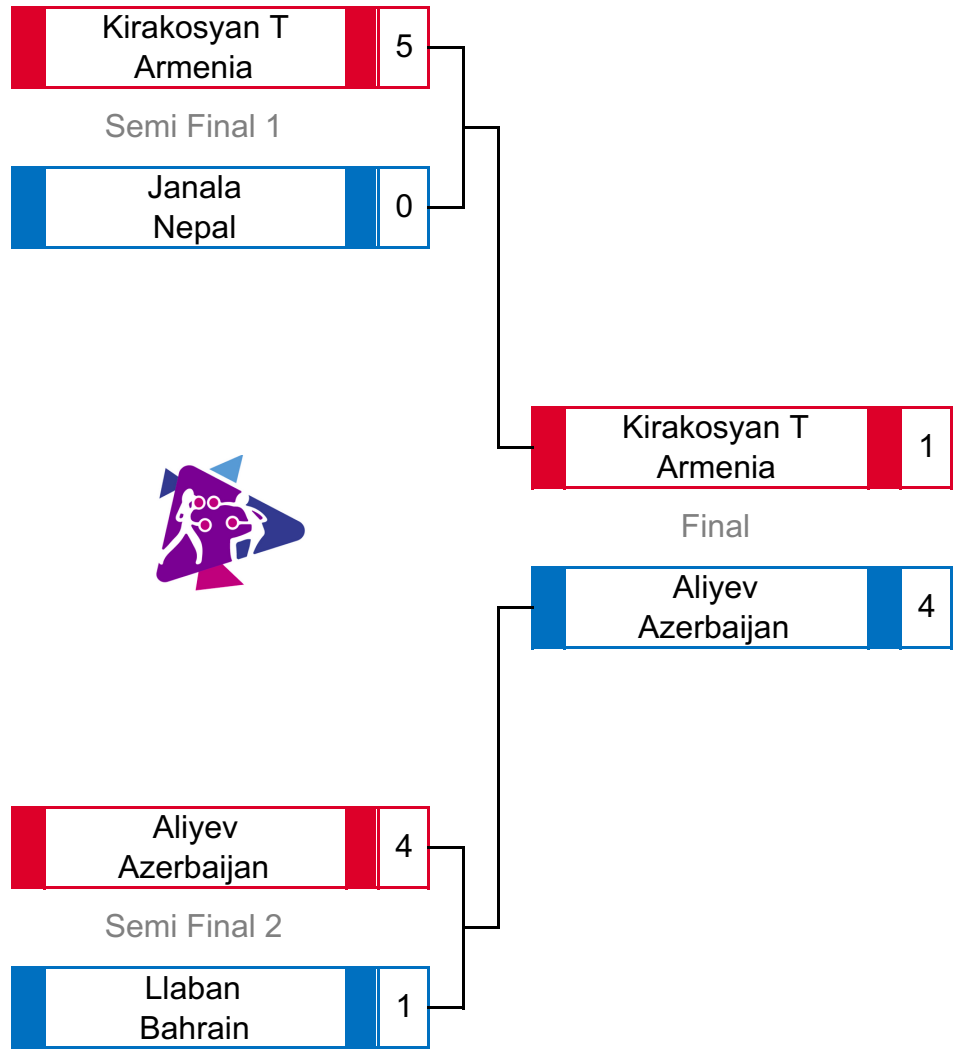 Kirakosyan T
Armenia
5
Semi Final 1
Janala
Nepal
0
Kirakosyan T
Armenia
1
Final
Aliyev
Azerbaijan
4
Aliyev
Azerbaijan
4
Semi Final 2
Llaban
Bahrain
1